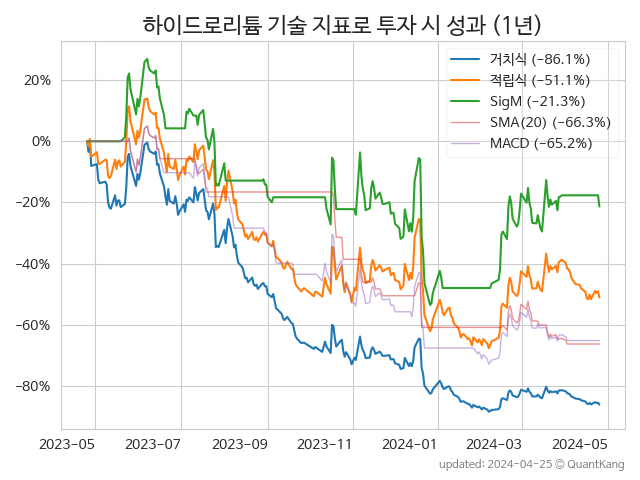 하이드로리튬 기술 지표로 투자 시 성과 (1년)
거치식 (−86.1%)
적립식 (−51.1%)
SigM (−21.3%)
SMA(20) (−66.3%)
MACD (−65.2%)
20%
0%
−20%
−40%
−60%
−80%
2023-05 2023-07 2023-09 2023-11 2024-01 2024-03 2024-05
updated: 2024-04-25 © QuantKang